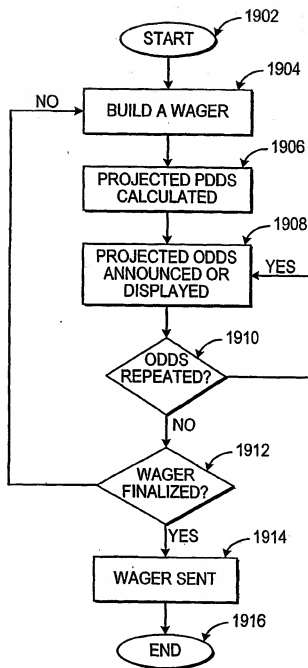 START
1902
1904
NO
BUILD A WAGER
1906
PROJECTED PDDS
CALCULATED
1908
PROJECTED ODDS
ANNOUNCED OR
DISPLAYED
YES
1910
ODDS
REPEATED?
NO
1912
WAGER
FINALIZED?
YES
1914
WAGER SENT
1916
END